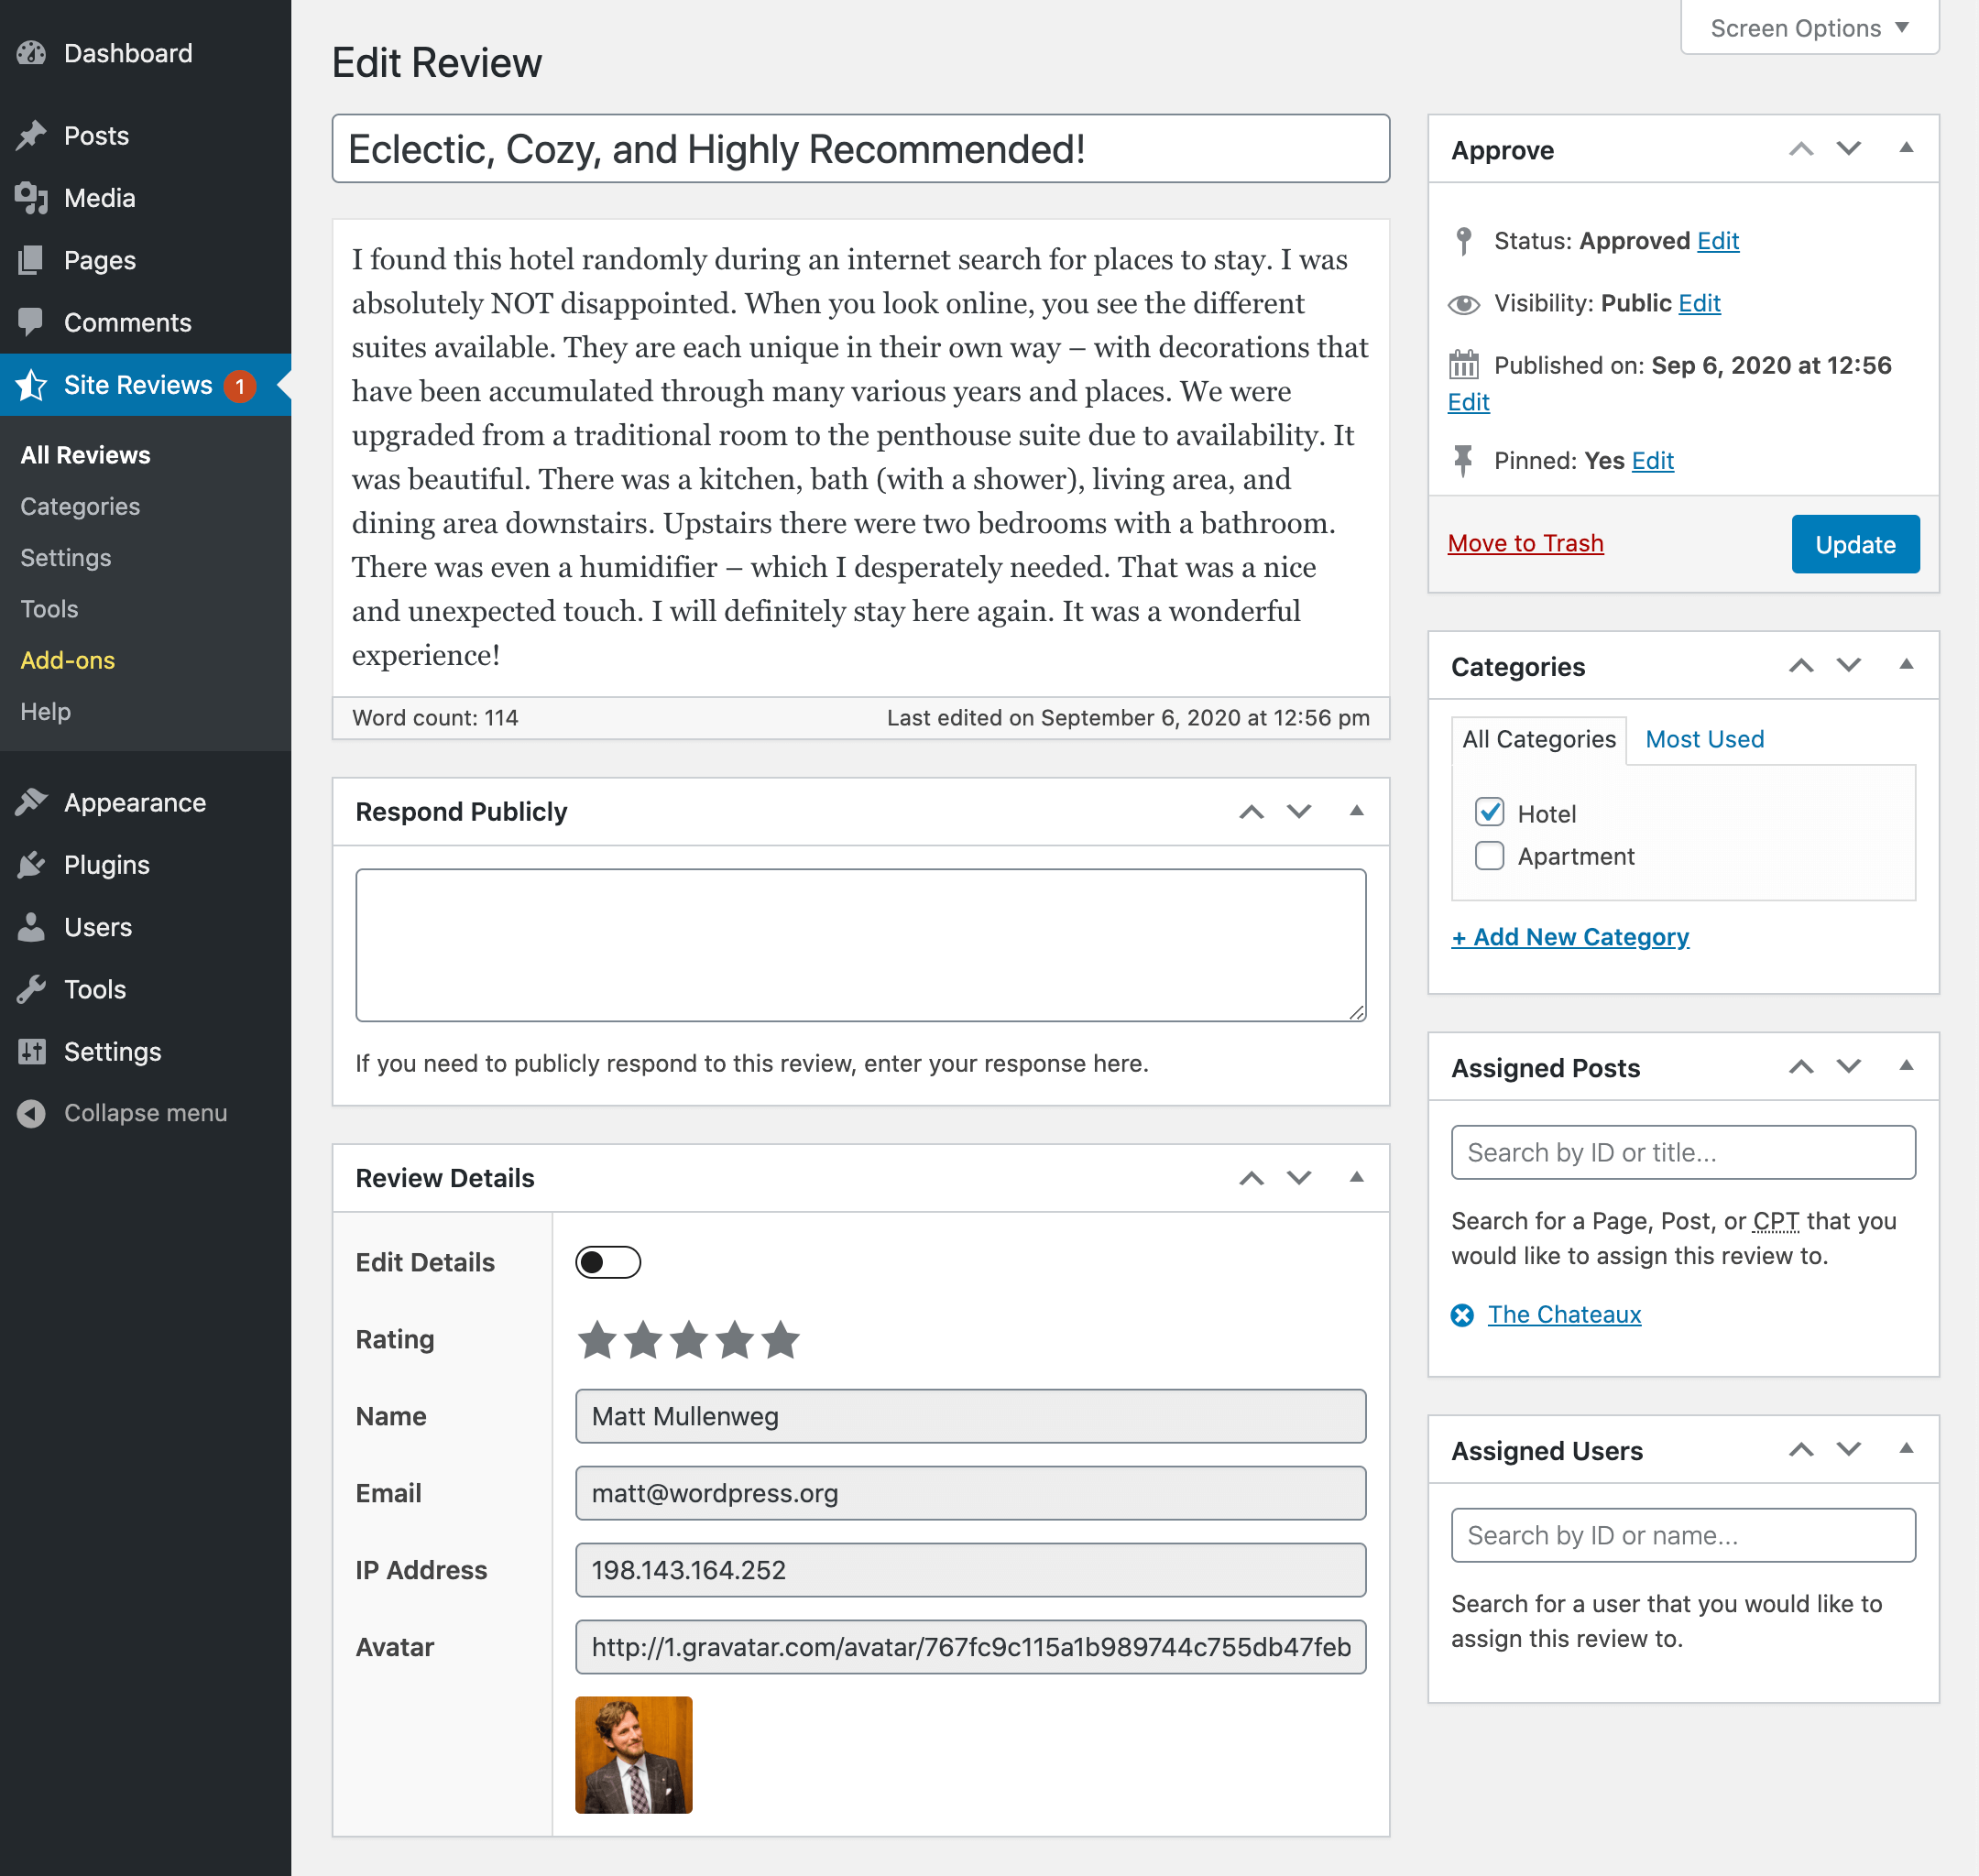 Dashboard
Posts
Media
Pages
Comments
Site Reviews 1
All Reviews
Categories
Settings
Tools
Add-ons
Help
Appearance
Plugins
Users
Tools
Settings
Collapse menu
Screen Options
Edit Review
Eclectic, Cozy, and Highly Recommended!
I found this hotel randomly during an internet search for places to stay. I was
absolutely NOT disappointed. When you look online, you see the different
suites available. They are each unique in their own way – with decorations that
have been accumulated through many various years and places. We were
upgraded from a traditional room to the penthouse suite due to availability. It
was beautiful. There was a kitchen, bath (with a shower), living area, and
dining area downstairs. Upstairs there were two bedrooms with a bathroom.
There was even a humidifier – which I desperately needed. That was a nice
and unexpected touch. I will definitely stay here again. It was a wonderful
experience!
Word count: 114
Last edited on September 6, 2020 at 12:56 pm
Respond Publicly
If you need to publicly respond to this review, enter your response here.
Review Details
Edit Details
Rating
Name
Matt Mullenweg
Email
matt@wordpress.org
IP Address
198.143.164.252
Avatar
http://1.gravatar.com/avatar/767fc9c115a1b989744c755db47feb
Approve
Status: Approved Edit
Visibility: Public Edit
Published on: Sep 6, 2020 at 12:56
Edit
Pinned: Yes Edit
Move to Trash
Update
Categories
All Categories
Most Used
Hotel
Apartment
+ Add New Category
Assigned Posts
Search by ID or title...
Search for a Page, Post, or CPT that you
would like to assign this review to.
The Chateaux
Assigned Users
Search by ID or name...
Search for a user that you would like to
assign this review to.